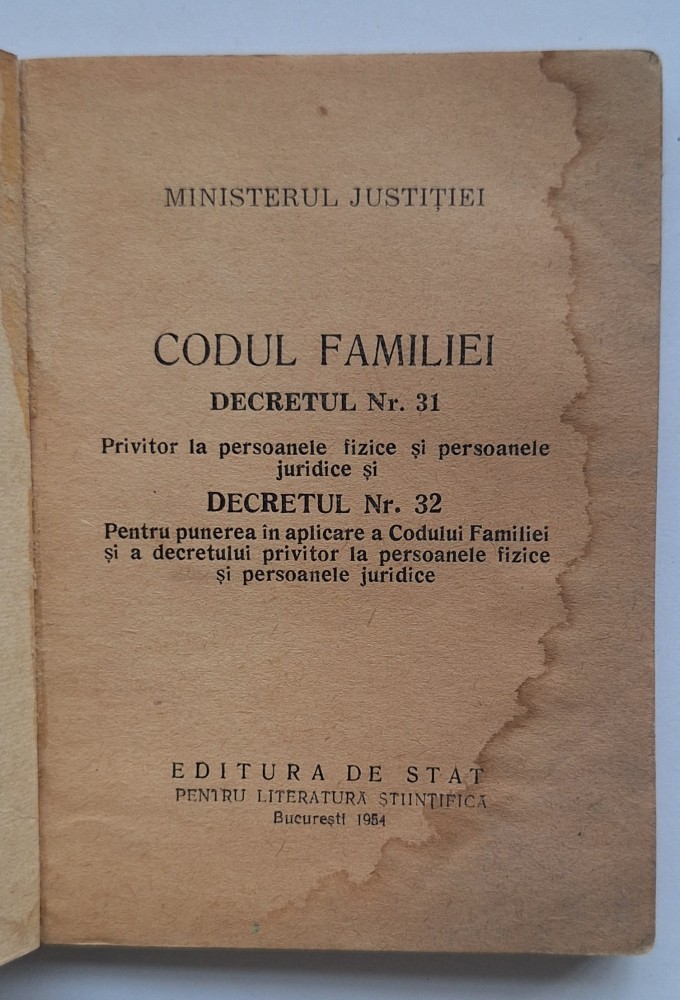 MINISTERUL JUSTIȚIEI
CODUL FAMILIEI
DECRETUL Nr. 31
Privitor la persoanele fizice și persoanele
juridice și
DECRETUL Nr. 32
Pentru punerea în aplicare a Codului Familiei
și a decretului privitor la persoanele fizice
și persoanele juridice
EDITURA DE STAT
PENTRU LITERATURĂ ȘTIINȚIFICĂ
București 1954